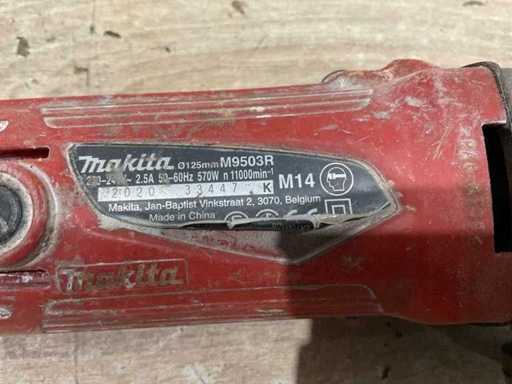 makita Ø125mm M9503R
2.5A 50-60Hz 570W n 11000min⁻¹
2020 33447 K M14
Makita, Jan-Baptist Vinkstraat 2, 3070, Belgium
Made in China
makita